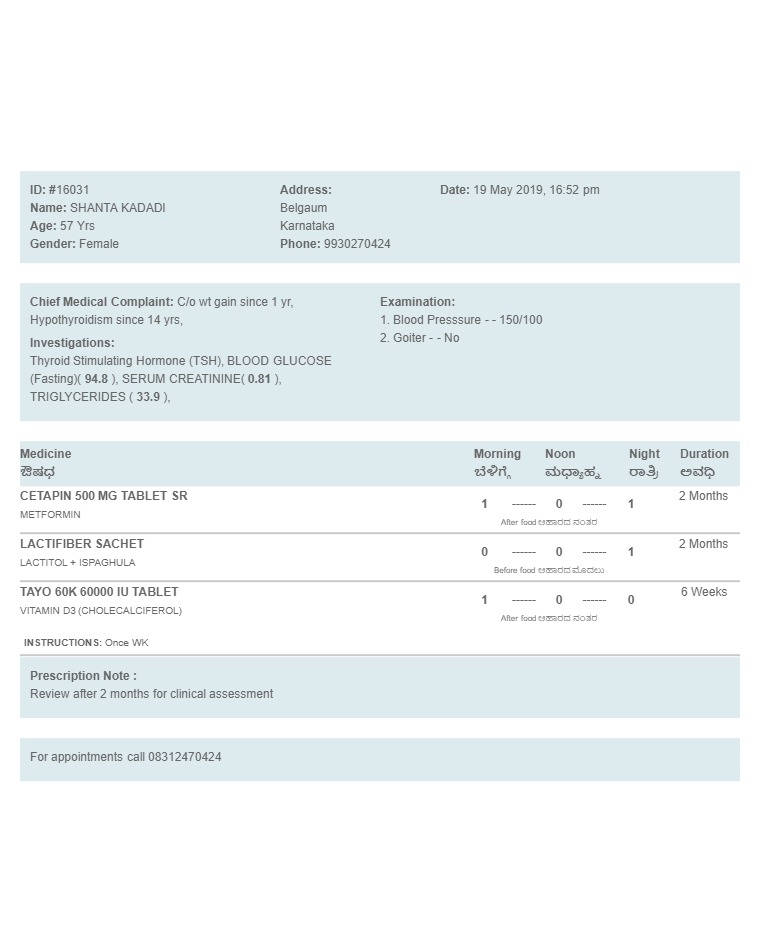 ID: #16031
Name: SHANTA KADADI
Age: 57 Yrs
Gender: Female
Address:
Belgaum
Karnataka
Phone: 9930270424
Date: 19 May 2019, 16:52 pm
Chief Medical Complaint: C/o wt gain since 1 yr,
Hypothyroidism since 14 yrs,
Investigations:
Thyroid Stimulating Hormone (TSH), BLOOD GLUCOSE
(Fasting)( 94.8 ), SERUM CREATININE( 0.81 ),
TRIGLYCERIDES ( 33.9 ),
Examination:
1. Blood Presssure - - 150/100
2. Goiter - - No
Medicine Morning Noon Night Duration
ಔಷಧ ಬೆಳಿಗ್ಗೆ ಮಧ್ಯಾಹ್ನ ರಾತ್ರಿ ಅವಧಿ
CETAPIN 500 MG TABLET SR 2 Months
1 ------ 0 ------ 1
METFORMIN
After food ಆಹಾರದ ನಂತರ
LACTIFIBER SACHET 2 Months
0 ------ 0 ------ 1
LACTITOL + ISPAGHULA
Before food ಆಹಾರದ ಮೊದಲು
TAYO 60K 60000 IU TABLET 6 Weeks
1 ------ 0 ------ 0
VITAMIN D3 (CHOLECALCIFEROL)
After food ಆಹಾರದ ನಂತರ
INSTRUCTIONS: Once WK
Prescription Note :
Review after 2 months for clinical assessment
For appointments call 08312470424